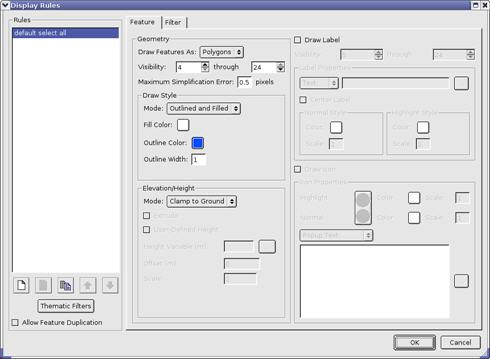 Display Rules
Rules
default select all
Thematic Filters
Allow Feature Duplication
Feature
Filter
Geometry
Draw Features As: Polygons
Visibility: 4 through 24
Maximum Simplification Error: 0.5 pixels
Draw Style
Mode: Outlined and Filled
Fill Color:
Outline Color:
Outline Width: 1
Elevation/Height
Mode: Clamp to Ground
Extrude
User-Defined Height
Height Variable (m):
Offset (m)
Scale
Draw Label
Visibility: through 24
Label Properties
Text:
Center Label
Normal Style
Color:
Scale: 1
Highlight Style
Color:
Scale: 1
Draw Icon
Icon Properties
Highlight Color: Scale: 1
Normal Color: Scale: 1
Popup Text:
OK
Cancel